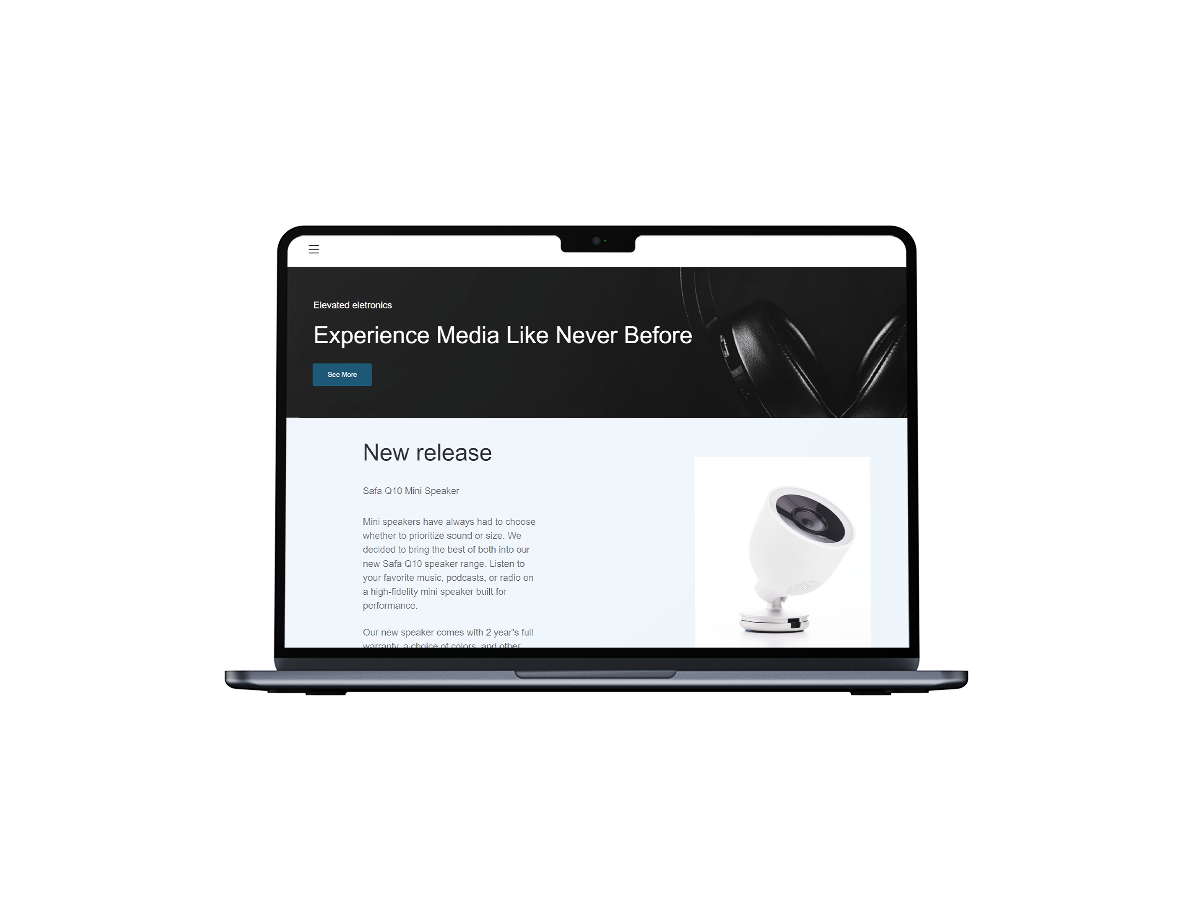 Elevated eletronics
Experience Media Like Never Before
See More
New release
Safa Q10 Mini Speaker
Mini speakers have always had to choose
whether to prioritize sound or size. We
decided to bring the best of both into our
new Safa Q10 speaker range. Listen to
your favorite music, podcasts, or radio on
a high-fidelity mini speaker built for
performance.
Our new speaker comes with 2 year's full
warranty, a choice of colors, and other